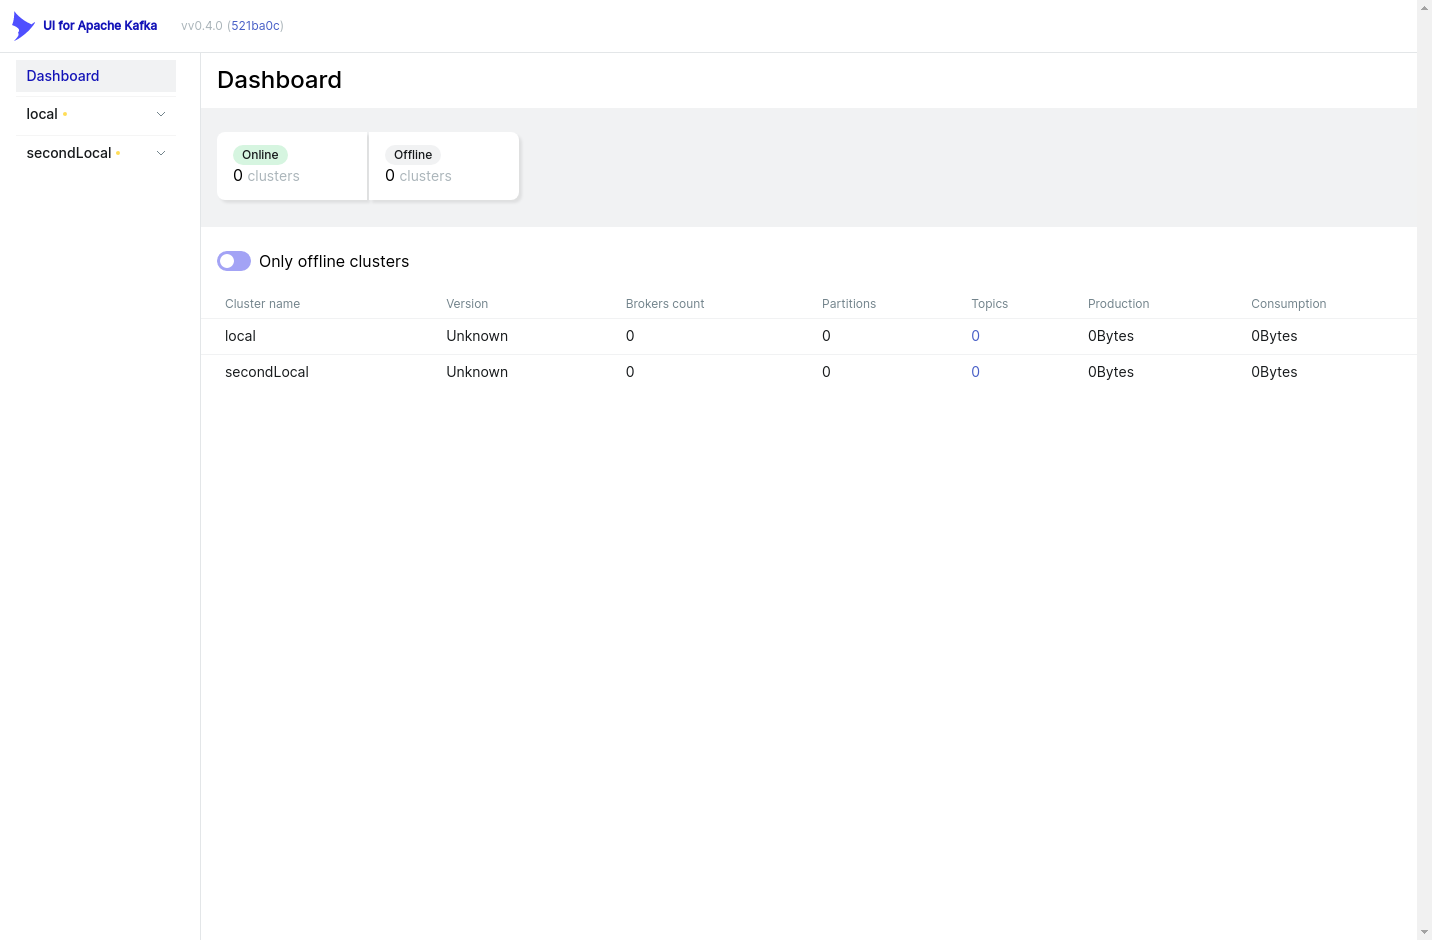 UI for Apache Kafka vv0.4.0 (521ba0c)
Dashboard
local
secondLocal
Dashboard
Online Offline
0 clusters 0 clusters
Only offline clusters
Cluster name Version Brokers count Partitions Topics Production Consumption
local Unknown 0 0 0 0Bytes 0Bytes
secondLocal Unknown 0 0 0 0Bytes 0Bytes